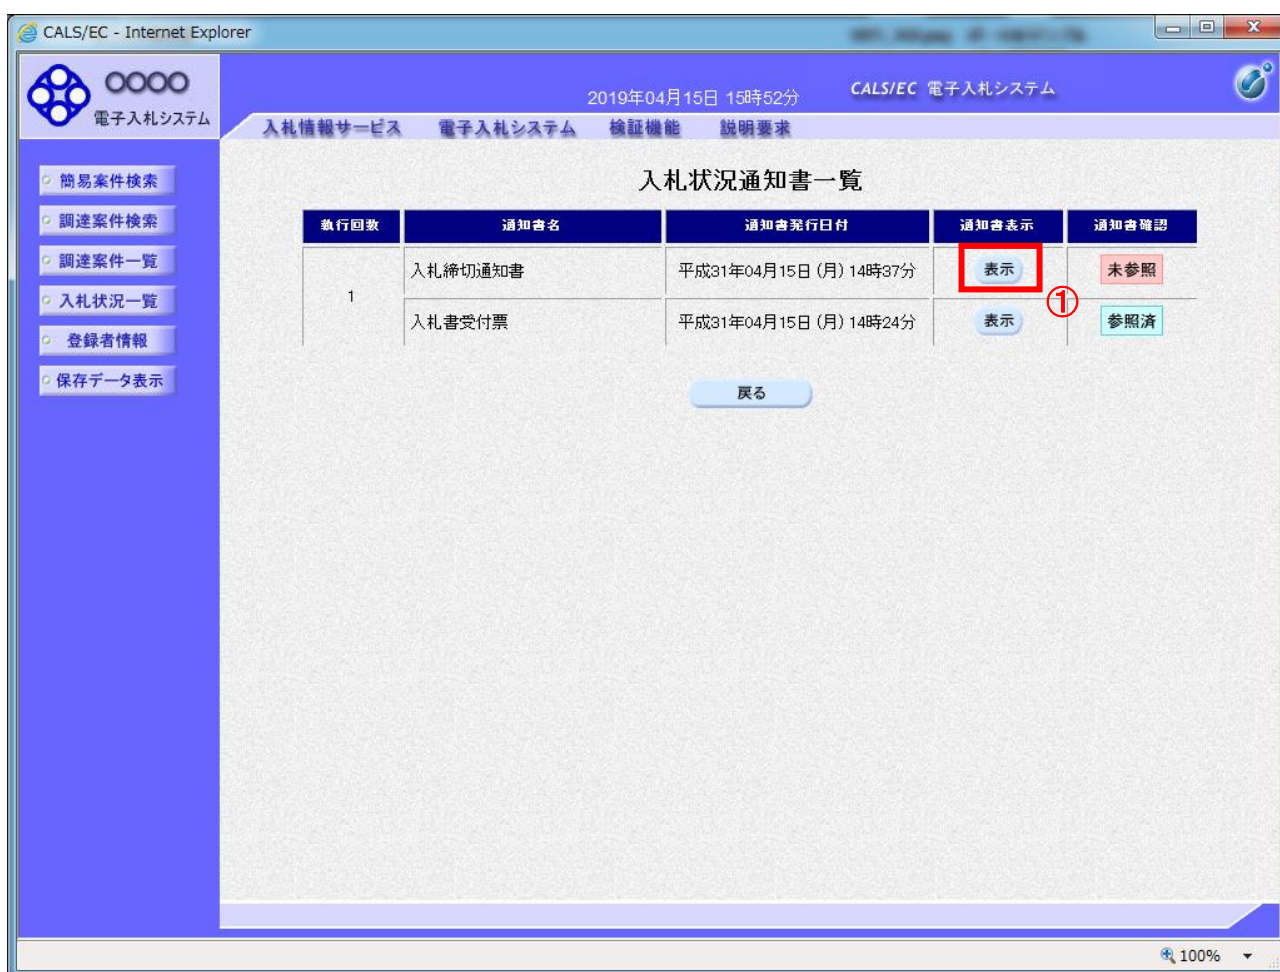 CALS/EC - Internet Explorer
OOOO
電子入札システム
2019年04月15日 15時52分
CALS/EC 電子入札システム
入札情報サービス 電子入札システム 検証機能 説明要求
簡易案件検索
調達案件検索
調達案件一覧
入札状況一覧
登録者情報
保存データ表示
入札状況通知書一覧
執行回数 通知書名 通知書発行日付 通知書表示 通知書確認
1
入札締切通知書 平成31年04月15日 (月) 14時37分 表示 未参照
①
入札書受付票 平成31年04月15日 (月) 14時24分 表示 参照済
戻る
100%